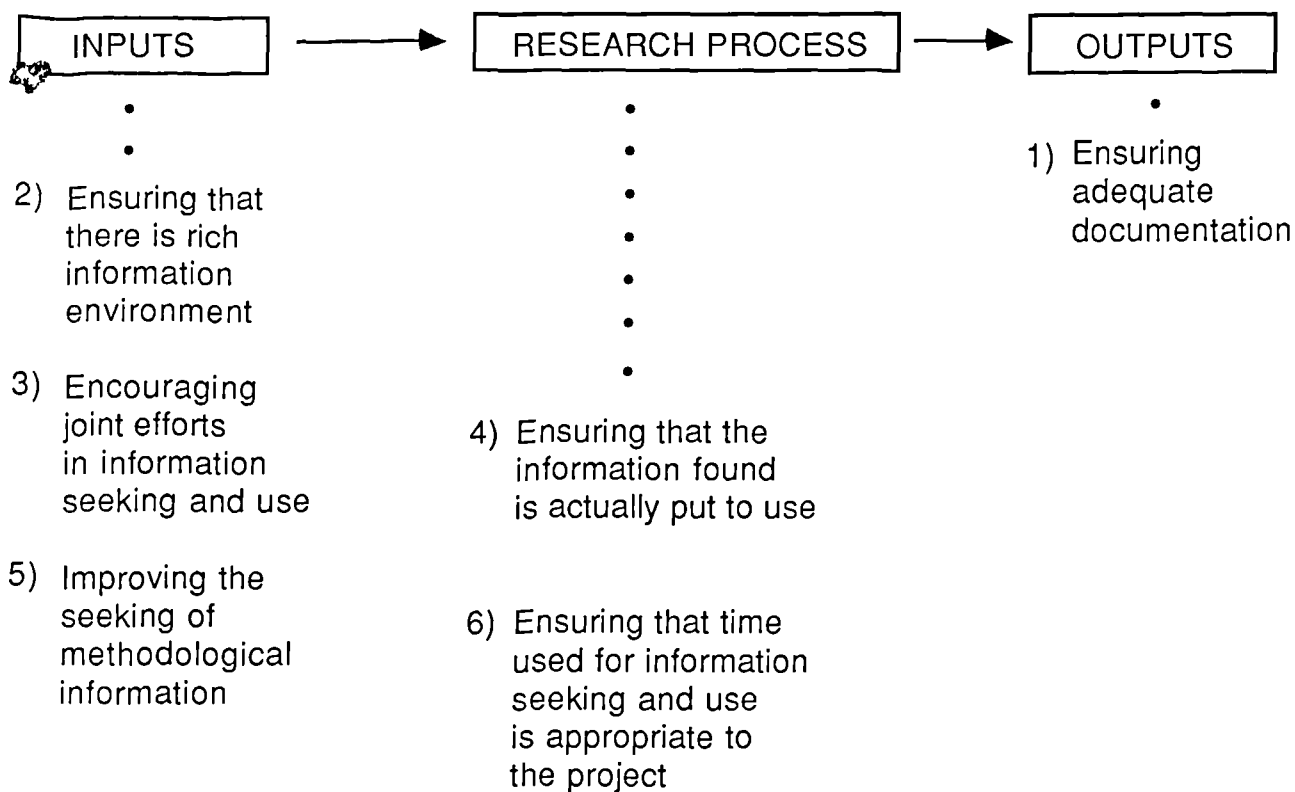 INPUTS
RESEARCH PROCESS
OUTPUTS
2) Ensuring that
there is rich
information
environment
3) Encouraging
joint efforts
in information
seeking and use
5) Improving the
seeking of
methodological
information
4) Ensuring that the
information found
is actually put to use
6) Ensuring that time
used for information
seeking and use
is appropriate to
the project
1) Ensuring
adequate
documentation